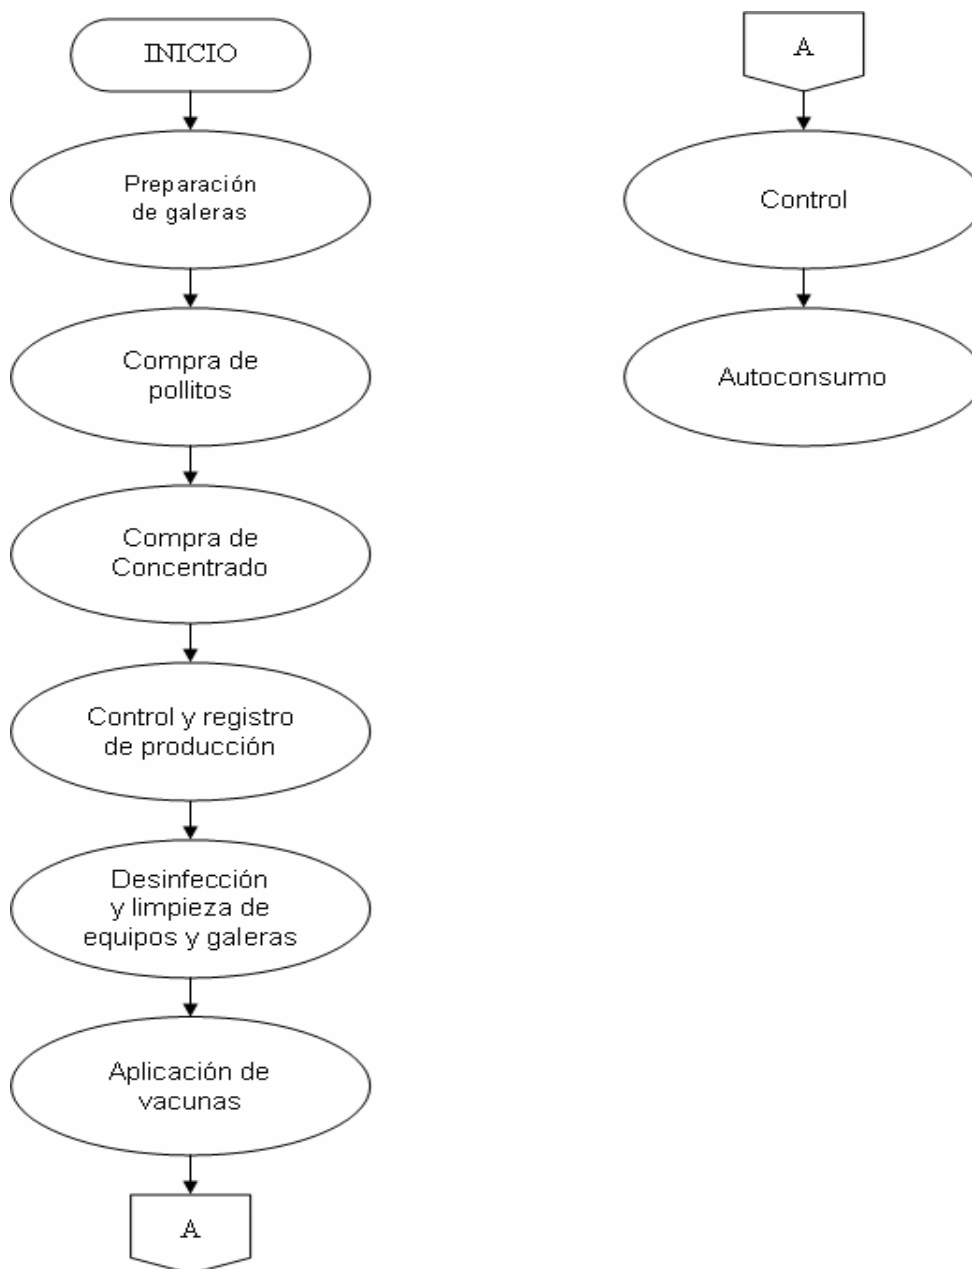 INICIO
Preparación
de galeras
Compra de
pollitos
Compra de
Concentrado
Control y registro
de producción
Desinfección
y limpieza de
equipos y galeras
Aplicación de
vacunas
A
A
Control
Autoconsumo